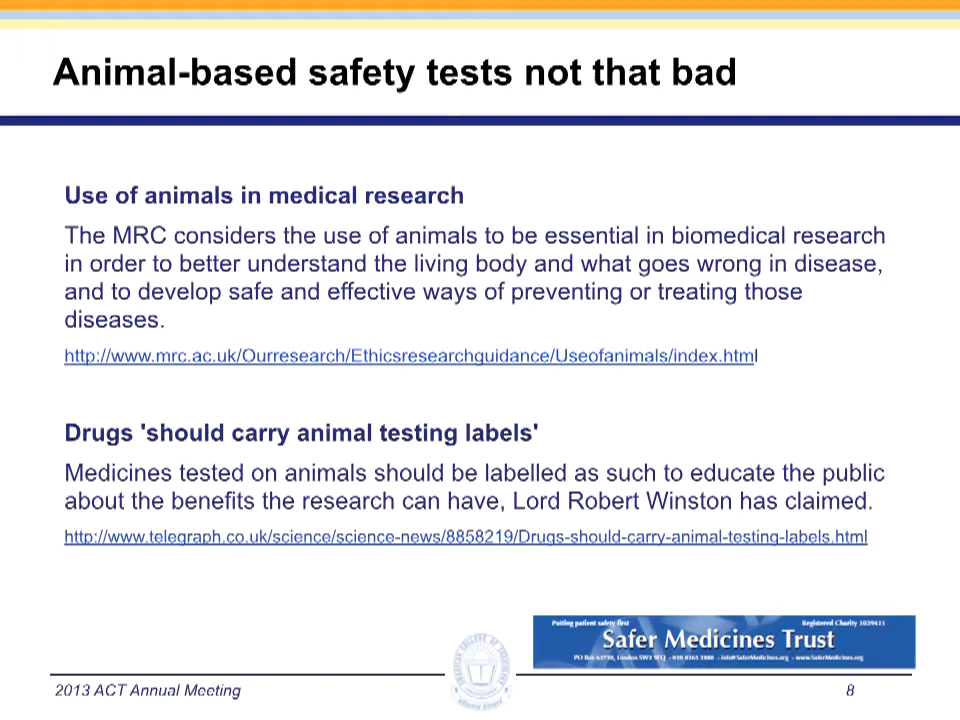 Animal-based safety tests not that bad
Use of animals in medical research
The MRC considers the use of animals to be essential in biomedical research
in order to better understand the living body and what goes wrong in disease,
and to develop safe and effective ways of preventing or treating those
diseases.
http://www.mrc.ac.uk/Ourresearch/Ethicsresearchguidance/Useofanimals/index.html
Drugs 'should carry animal testing labels'
Medicines tested on animals should be labelled as such to educate the public
about the benefits the research can have, Lord Robert Winston has claimed.
http://www.telegraph.co.uk/science/science-news/8858219/Drugs-should-carry-animal-testing-labels.html
Putting patient safety first Registered Charity 1039411
Safer Medicines Trust
PO Box 62720, London SW2 9FQ - 020 8265 2880 - info@SaferMedicines.org - www.SaferMedicines.org
2013 ACT Annual Meeting 8